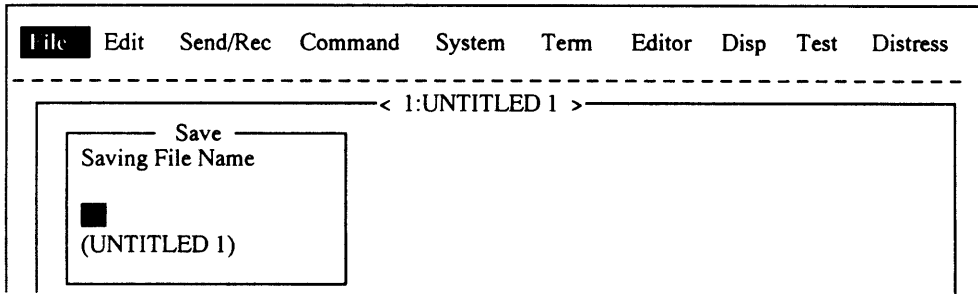 File Edit Send/Rec Command System Term Editor Disp Test Distress
< 1:UNTITLED 1 >
Save
Saving File Name
(UNTITLED 1)